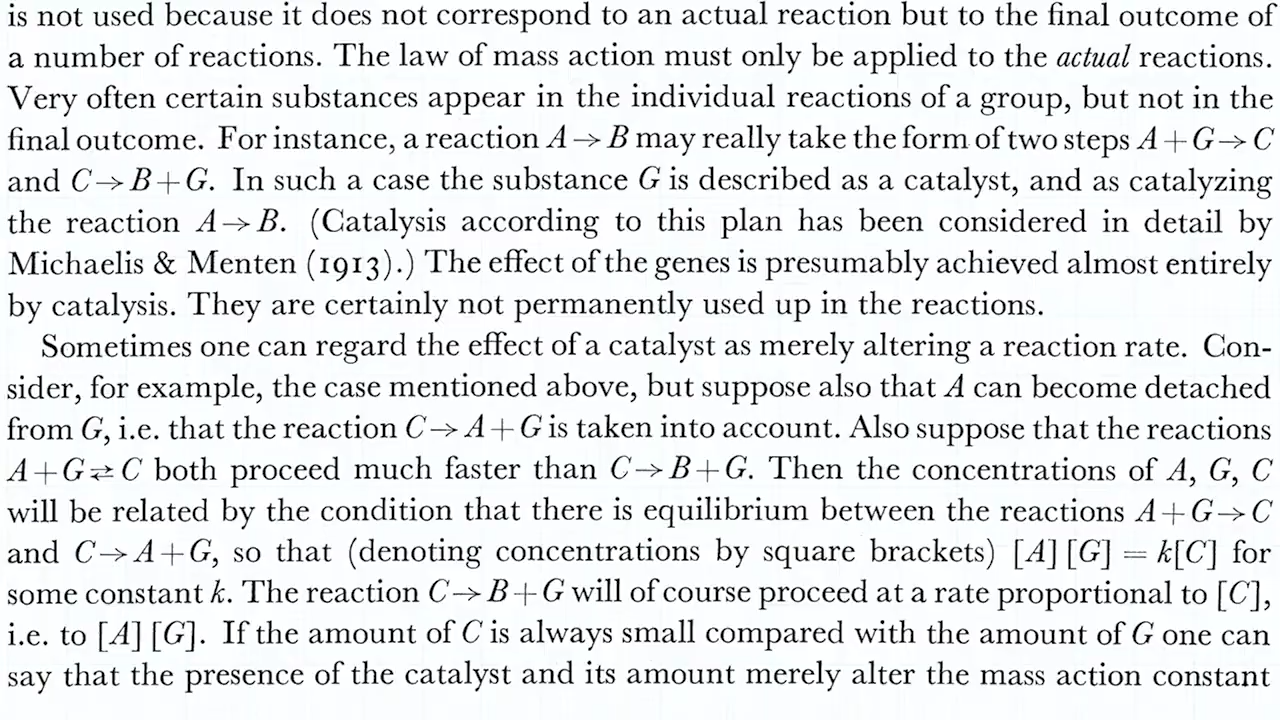 is not used because it does not correspond to an actual reaction but to the final outcome of
a number of reactions. The law of mass action must only be applied to the actual reactions.
Very often certain substances appear in the individual reactions of a group, but not in the
final outcome. For instance, a reaction A→B may really take the form of two steps A+G→C
and C→B+G. In such a case the substance G is described as a catalyst, and as catalyzing
the reaction A→B. (Catalysis according to this plan has been considered in detail by
Michaelis & Menten (1913).) The effect of the genes is presumably achieved almost entirely
by catalysis. They are certainly not permanently used up in the reactions.
Sometimes one can regard the effect of a catalyst as merely altering a reaction rate. Con-
sider, for example, the case mentioned above, but suppose also that A can become detached
from G, i.e. that the reaction C→A+G is taken into account. Also suppose that the reactions
A+G⇄C both proceed much faster than C→B+G. Then the concentrations of A, G, C
will be related by the condition that there is equilibrium between the reactions A+G→C
and C→A+G, so that (denoting concentrations by square brackets) [A][G] = k[C] for
some constant k. The reaction C→B+G will of course proceed at a rate proportional to [C],
i.e. to [A][G]. If the amount of C is always small compared with the amount of G one can
say that the presence of the catalyst and its amount merely alter the mass action constant